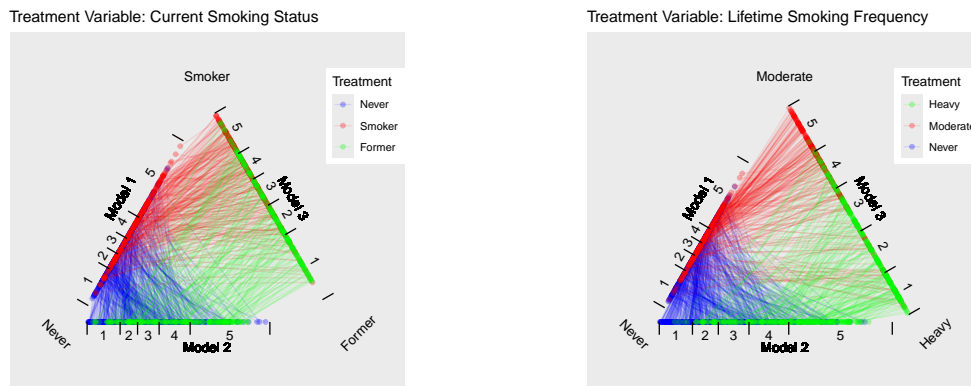 Treatment Variable: Current Smoking Status
Smoker
Treatment
Never
Smoker
Former
Model 1
1
2
3
4
5
Model 3
5
4
3
2
1
Never
Former
1
2
3
4
5
Model 2
Treatment Variable: Lifetime Smoking Frequency
Moderate
Treatment
Heavy
Moderate
Never
Model 1
1
2
3
4
5
Model 3
5
4
3
2
1
Never
Heavy
1
2
3
4
5
Model 2